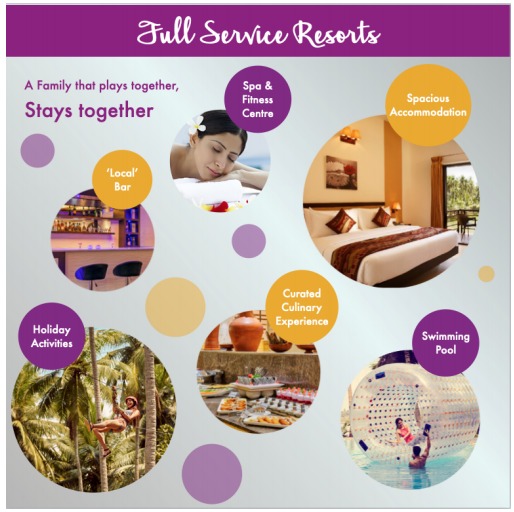 Full Service Resorts
A Family that plays together,
Stays together
Spa &
Fitness
Centre
Spacious
Accommodation
'Local'
Bar
Curated
Culinary
Experience
Holiday
Activities
Swimming
Pool